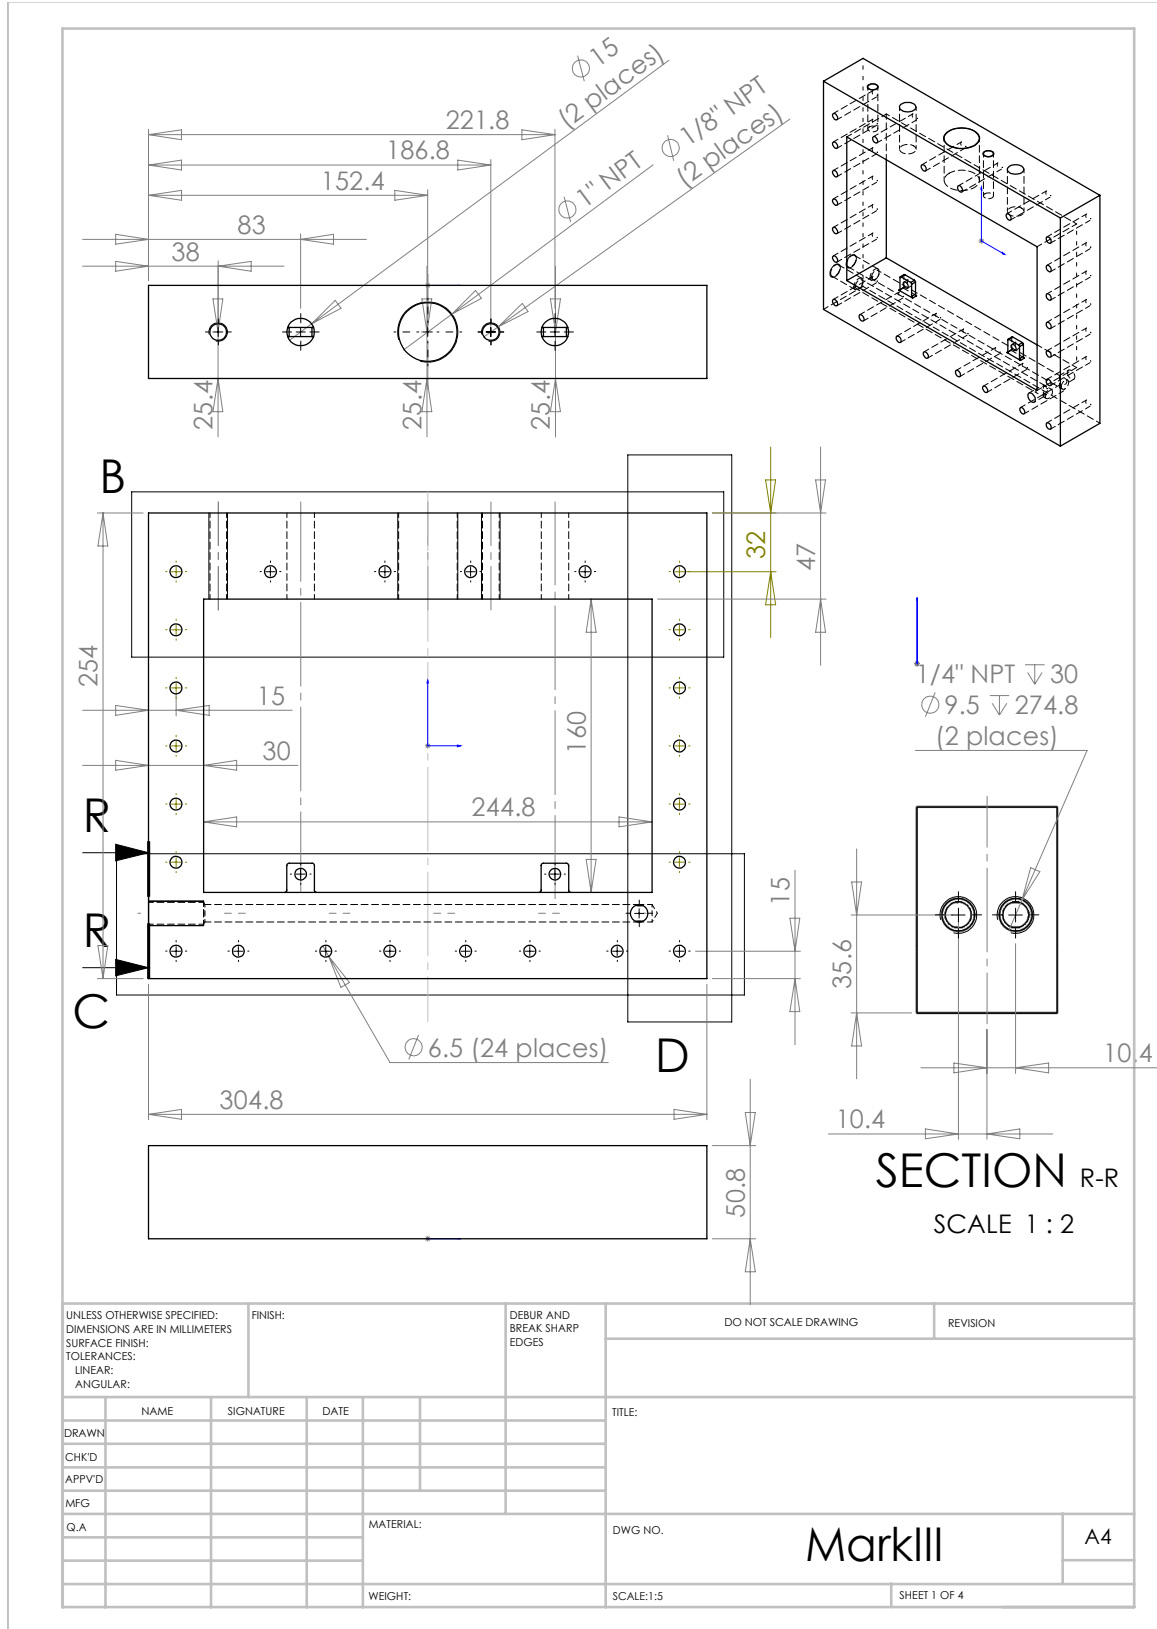 ⌀15
(2 places)
221.8
⌀1/8" NPT
(2 places)
186.8
⌀1" NPT
152.4
83
38
25.4
25.4
25.4
B
32
47
254
15
30
160
244.8
1/4" NPT ↧30
⌀9.5 ↧274.8
(2 places)
R
R
15
35.6
C
⌀6.5 (24 places)
D
10.4
304.8
10.4
50.8
SECTION R-R
SCALE 1 : 2
UNLESS OTHERWISE SPECIFIED:
DIMENSIONS ARE IN MILLIMETERS
SURFACE FINISH:
TOLERANCES:
LINEAR:
ANGULAR:
FINISH:
DEBUR AND
BREAK SHARP
EDGES
DO NOT SCALE DRAWING
REVISION
NAME
SIGNATURE
DATE
TITLE:
DRAWN
CHK'D
APPV'D
MFG
Q.A
MATERIAL:
DWG NO.
MarkIII
A4
WEIGHT:
SCALE:1:5
SHEET 1 OF 4